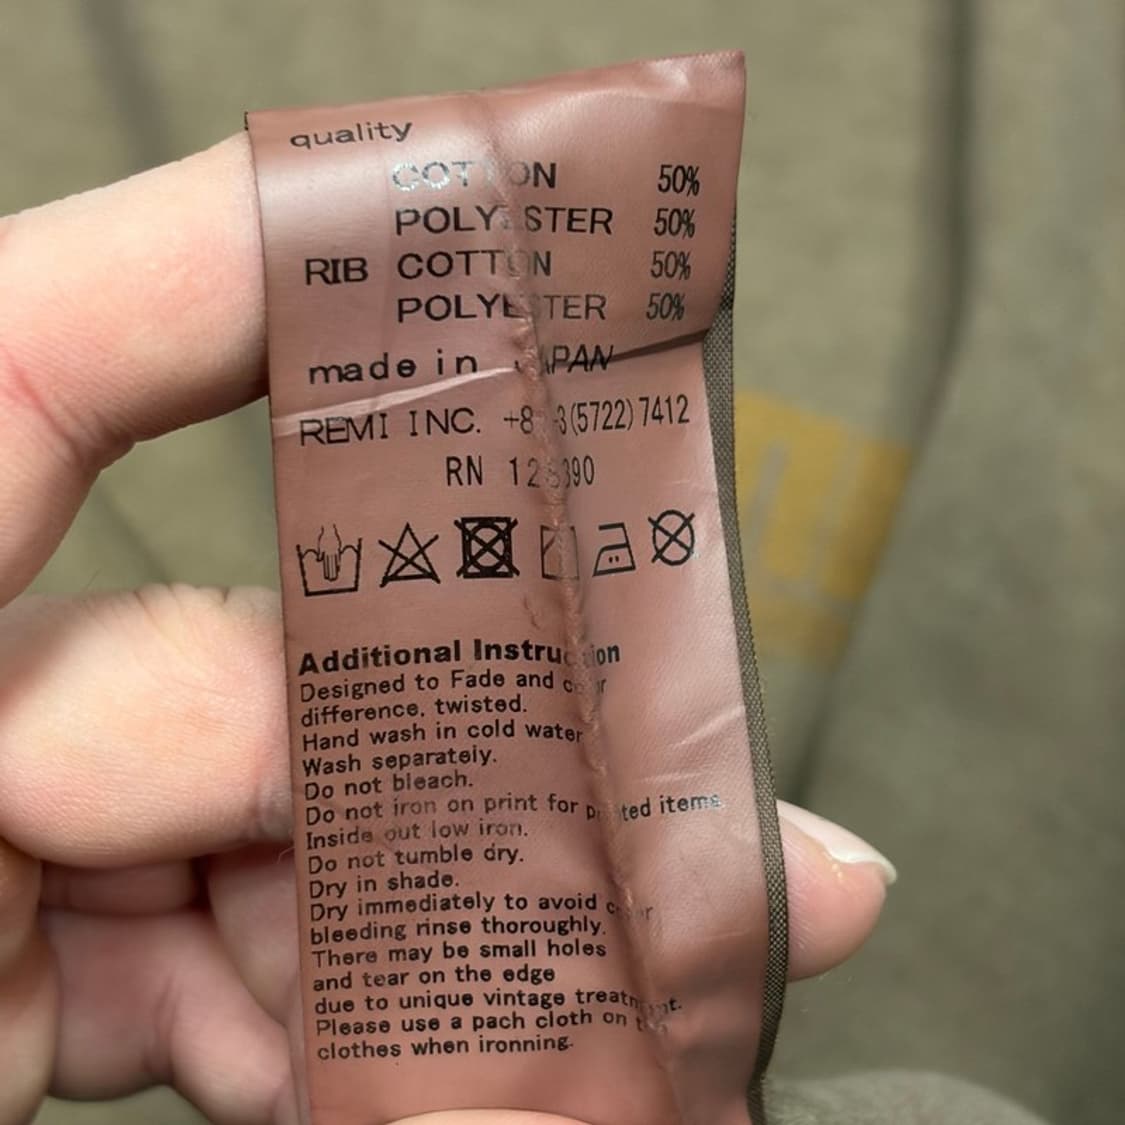 quality
COTTON 50%
POLYESTER 50%
RIB COTTON 50%
POLYESTER 50%
made in JAPAN
REMI INC. (5722) 7412
RN
Additional Instruction
Designed to Fade and color
difference, twisted.
Hand wash in cold water
Wash separately.
Do not bleach.
Do not iron on print for printed items
Inside out low iron.
Do not tumble dry.
Dry in shade.
Dry immediately to avoid color
bleeding rinse thoroughly.
There may be small holes
and tear on the edge
due to unique vintage treatment.
Please use a pach cloth on
clothes when ironning.